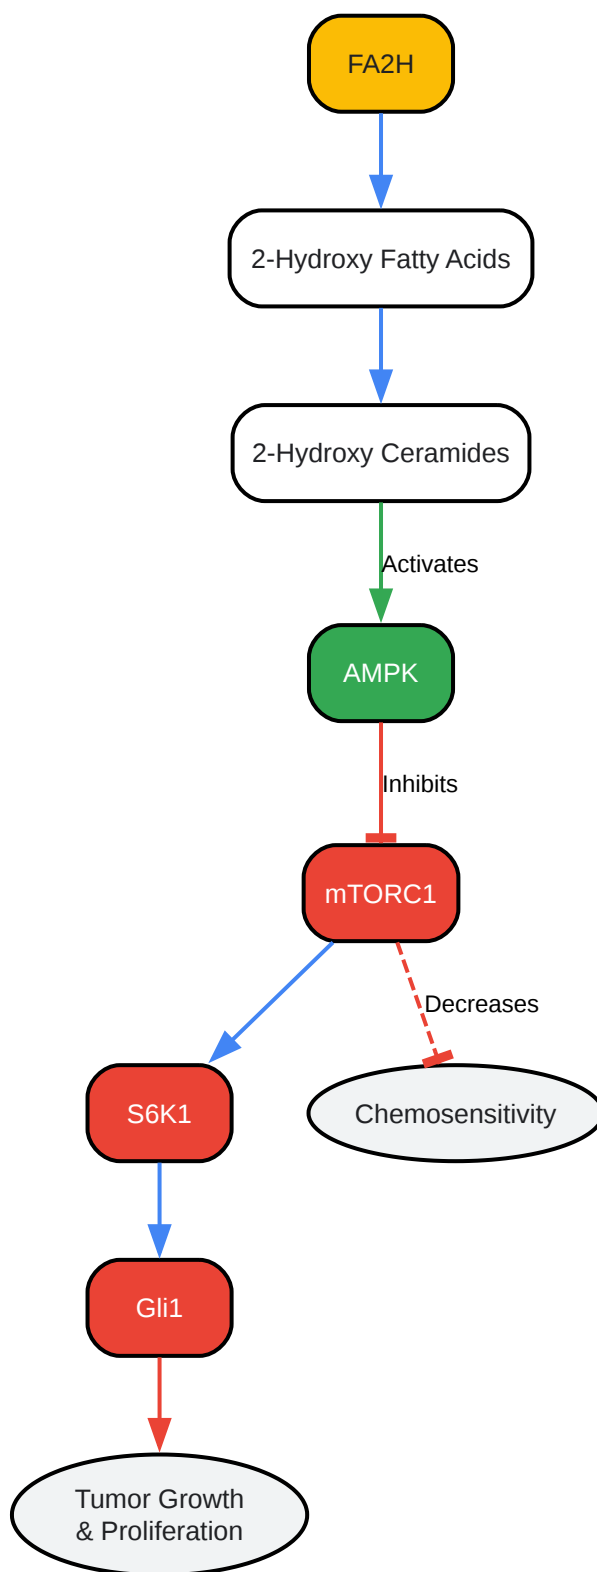 FA2H
2-Hydroxy Fatty Acids
2-Hydroxy Ceramides
Activates
AMPK
Inhibits
mTORC1
Decreases
S6K1
Chemosensitivity
Gli1
Tumor Growth
& Proliferation